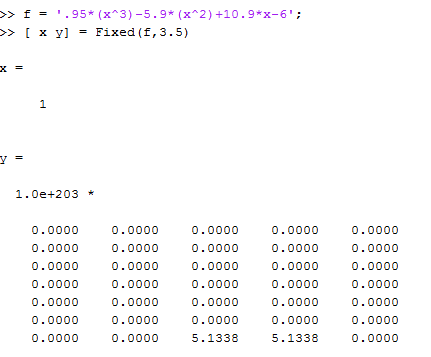 >> f = '.95*(x^3)-5.9*(x^2)+10.9*x-6';
>> [ x y] = Fixed(f,3.5)
x =
1
y =
1.0e+203 *
0.0000 0.0000 0.0000 0.0000 0.0000
0.0000 0.0000 0.0000 0.0000 0.0000
0.0000 0.0000 0.0000 0.0000 0.0000
0.0000 0.0000 0.0000 0.0000 0.0000
0.0000 0.0000 0.0000 0.0000 0.0000
0.0000 0.0000 0.0000 0.0000 0.0000
0.0000 0.0000 5.1338 5.1338 0.0000